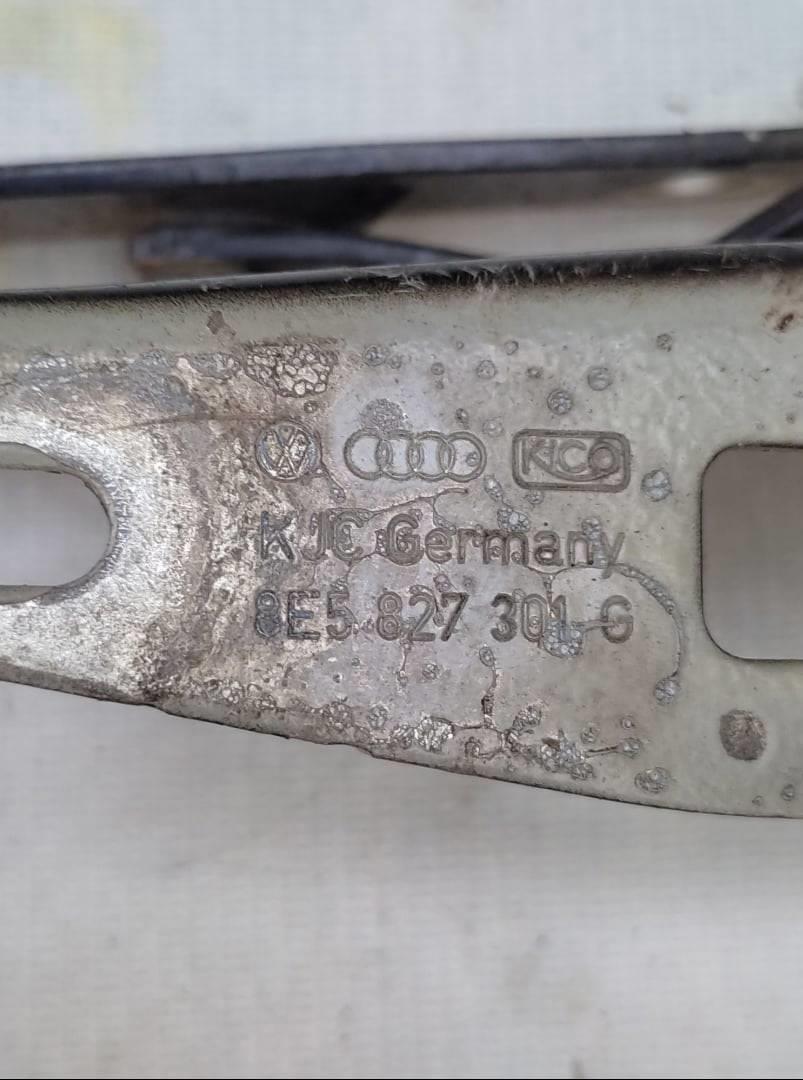 KICO
KJC Germany
8E5 827 301 G